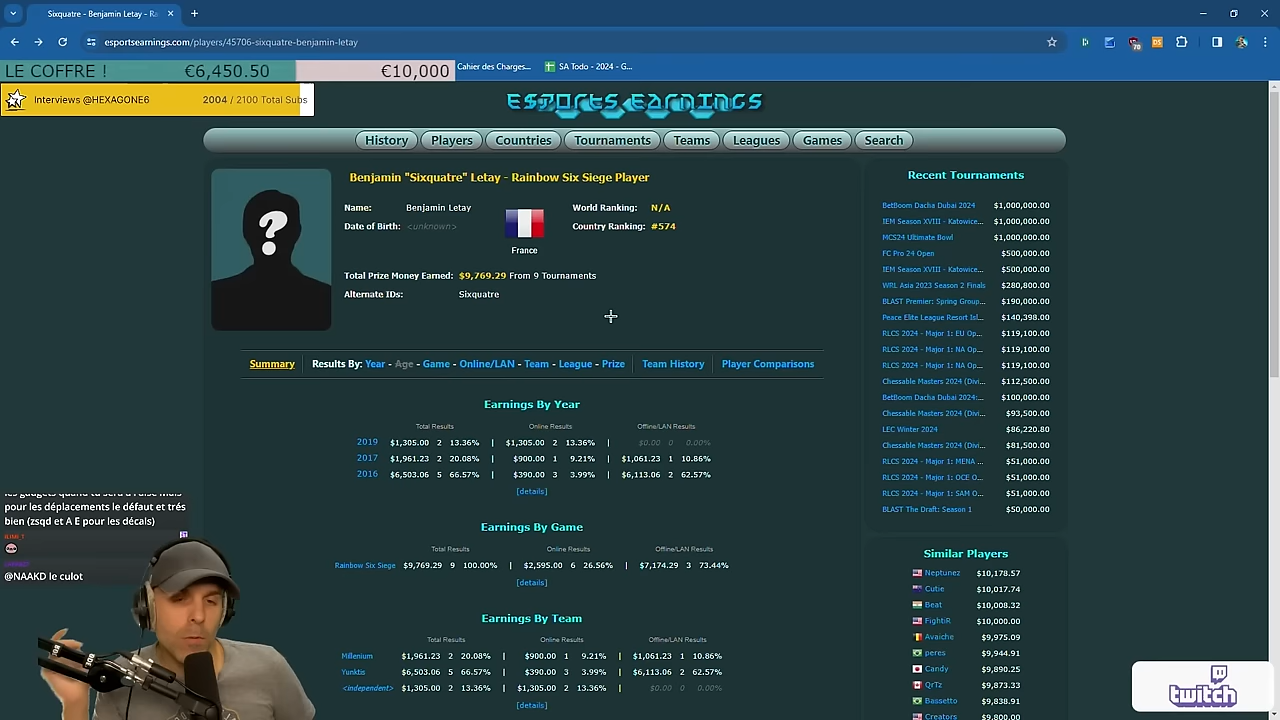 Sixquatre - Benjamin Letay - Ra
esportsearnings.com/players/45706-sixquatre-benjamin-letay
LE COFFRE ! €6,450.50 €10,000
Cahier des Charges...
SA Todo - 2024 - G...
Interviews @HEXAGONE6 2004 / 2100 Total Subs
ESPORTS EARNINGS
History Players Countries Tournaments Teams Leagues Games Search
Benjamin "Sixquatre" Letay - Rainbow Six Siege Player
Name: Benjamin Letay
Date of Birth: <unknown>
France
World Ranking: N/A
Country Ranking: #574
Total Prize Money Earned: $9,769.29 From 9 Tournaments
Alternate IDs: Sixquatre
Summary Results By: Year - Age - Game - Online/LAN - Team - League - Prize Team History Player Comparisons
Earnings By Year
Total Results Online Results Offline/LAN Results
2019 $1,305.00 2 13.36% | $1,305.00 2 13.36% | $0.00 0 0.00%
2017 $1,961.23 2 20.08% | $900.00 1 9.21% | $1,061.23 1 10.86%
2016 $6,503.06 5 66.57% | $390.00 3 3.99% | $6,113.06 2 62.57%
[details]
Earnings By Game
Total Results Online Results Offline/LAN Results
Rainbow Six Siege $9,769.29 9 100.00% | $2,595.00 6 26.56% | $7,174.29 3 73.44%
[details]
Earnings By Team
Total Results Online Results Offline/LAN Results
Millenium $1,961.23 2 20.08% | $900.00 1 9.21% | $1,061.23 1 10.86%
Yunktis $6,503.06 5 66.57% | $390.00 3 3.99% | $6,113.06 2 62.57%
<independent> $1,305.00 2 13.36% | $1,305.00 2 13.36% | $0.00 0 0.00%
[details]
Recent Tournaments
BetBoom Dacha Dubai 2024 $1,000,000.00
IEM Season XVIII - Katowice... $1,000,000.00
MCS24 Ultimate Bowl $1,000,000.00
FC Pro 24 Open $500,000.00
IEM Season XVIII - Katowice... $500,000.00
WRL Asia 2023 Season 2 Finals $280,800.00
BLAST Premier: Spring Group... $190,000.00
Peace Elite League Resort Isl... $140,398.00
RLCS 2024 - Major 1: EU Op... $119,100.00
RLCS 2024 - Major 1: NA Op... $119,100.00
RLCS 2024 - Major 1: NA Op... $119,100.00
Chessable Masters 2024 (Divi... $112,500.00
BetBoom Dacha Dubai 2024:... $100,000.00
Chessable Masters 2024 (Divi... $93,500.00
LEC Winter 2024 $86,220.80
Chessable Masters 2024 (Divi... $81,500.00
RLCS 2024 - Major 1: MENA ... $51,000.00
RLCS 2024 - Major 1: OCE O... $51,000.00
RLCS 2024 - Major 1: SAM O... $51,000.00
BLAST The Draft: Season 1 $50,000.00
Similar Players
Neptunez $10,178.57
Cutie $10,017.74
Beat $10,008.32
FightiR $10,000.00
Avaiche $9,975.09
peres $9,944.91
Candy $9,890.25
QrTz $9,873.33
Bassetto $9,838.91
Creators $9,800.00
les gadgets quand tu sera à l'aise mais
pour les déplacements le défaut et trés
bien (zsqd et A E pour les décals)
@NAAKD le culot
twitch